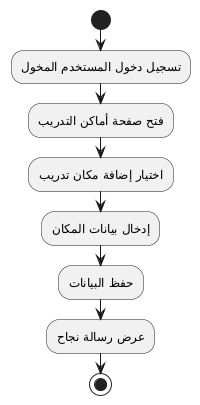 تسجيل دخول المستخدم المخول
فتح صفحة أماكن التدريب
اختيار إضافة مكان تدريب
إدخال بيانات المكان
حفظ البيانات
عرض رسالة نجاح